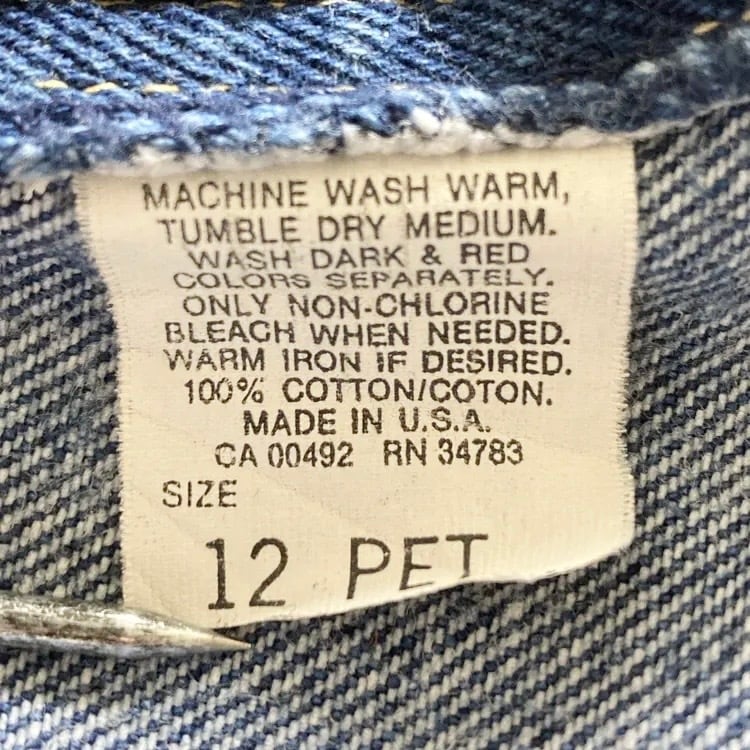 MACHINE WASH WARM,
TUMBLE DRY MEDIUM.
WASH DARK & RED
COLORS SEPARATELY.
ONLY NON-CHLORINE
BLEACH WHEN NEEDED.
WARM IRON IF DESIRED.
100% COTTON/COTON.
MADE IN U.S.A.
CA 00492 RN 34783
SIZE
12 PET